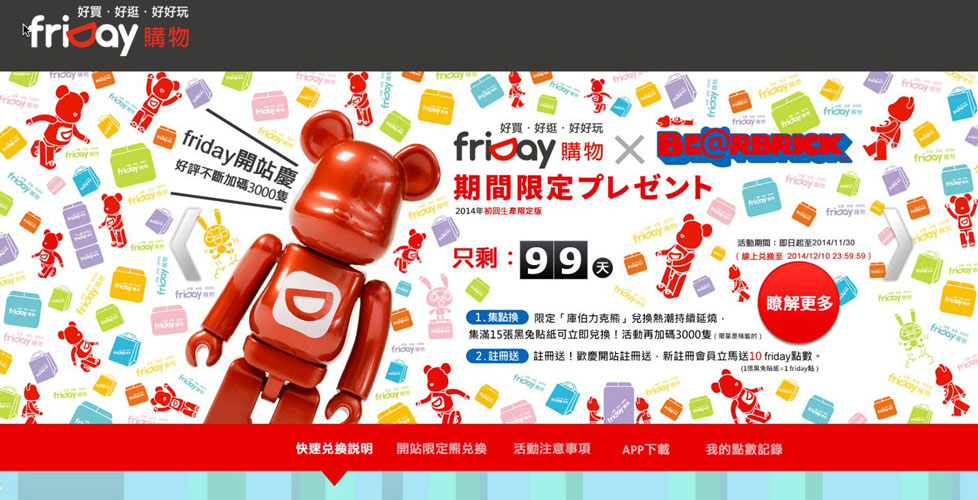 好買．好逛．好好玩
friday 購物
friday開站慶
好評不斷加碼3000隻
好買．好逛．好好玩
friday 購物 × BE@RBRICK
期間限定プレゼント
2014年初回生產限定版
只剩：99天
活動期間：即日起至2014/11/30
（線上兌換至 2014/12/10 23:59:59）
瞭解更多
1.集點換 限定「庫伯力克熊」兌換熱潮持續延燒，
集滿15張黑兔貼紙可立即兌換！活動再加碼3000隻
2.註冊送 註冊送！歡慶開站註冊送，新註冊會員立馬送10 friday點數。
(1張黑兔貼紙=1 friday點)
快速兌換説明 開站限定熊兌換 活動注意事項 APP下載 我的點數記錄